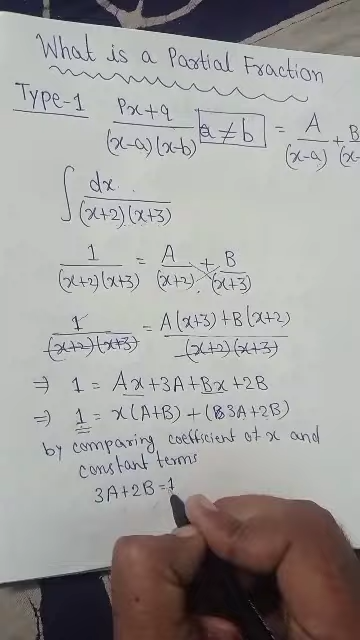 What is a Partial Fraction
Type-1 Px+q/(x-a)(x-b) a≠b = A/(x-a) + B/(x-
∫ dx/(x+2)(x+3)
1/(x+2)(x+3) = A/(x+2) + B/(x+3)
1/(x+2)(x+3) = A(x+3)+B(x+2)/(x+2)(x+3)
⇒ 1 = Ax+3A+Bx+2B
⇒ 1 = x(A+B)+(3A+2B)
by comparing coefficient of x and
constant terms
3A+2B=1